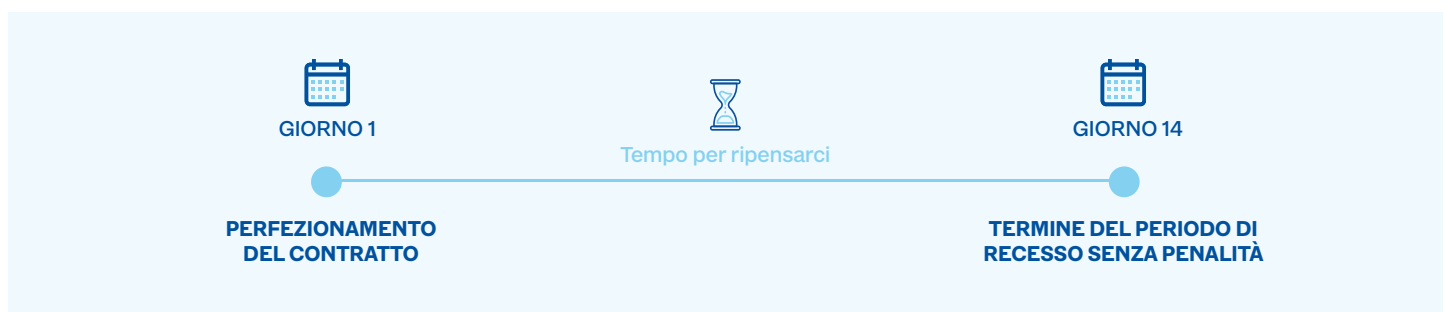 GIORNO 1
Tempo per ripensarci
GIORNO 14
PERFEZIONAMENTO
DEL CONTRATTO
TERMINE DEL PERIODO DI
RECESSO SENZA PENALITÀ